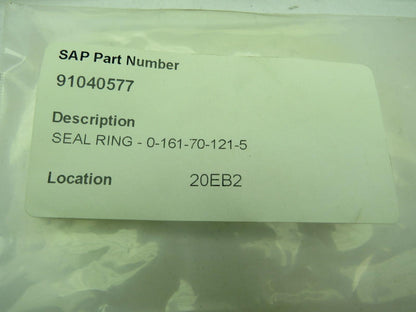 SAP Part Number
91040577
Description
SEAL RING - 0-161-70-121-5
Location 20EB2